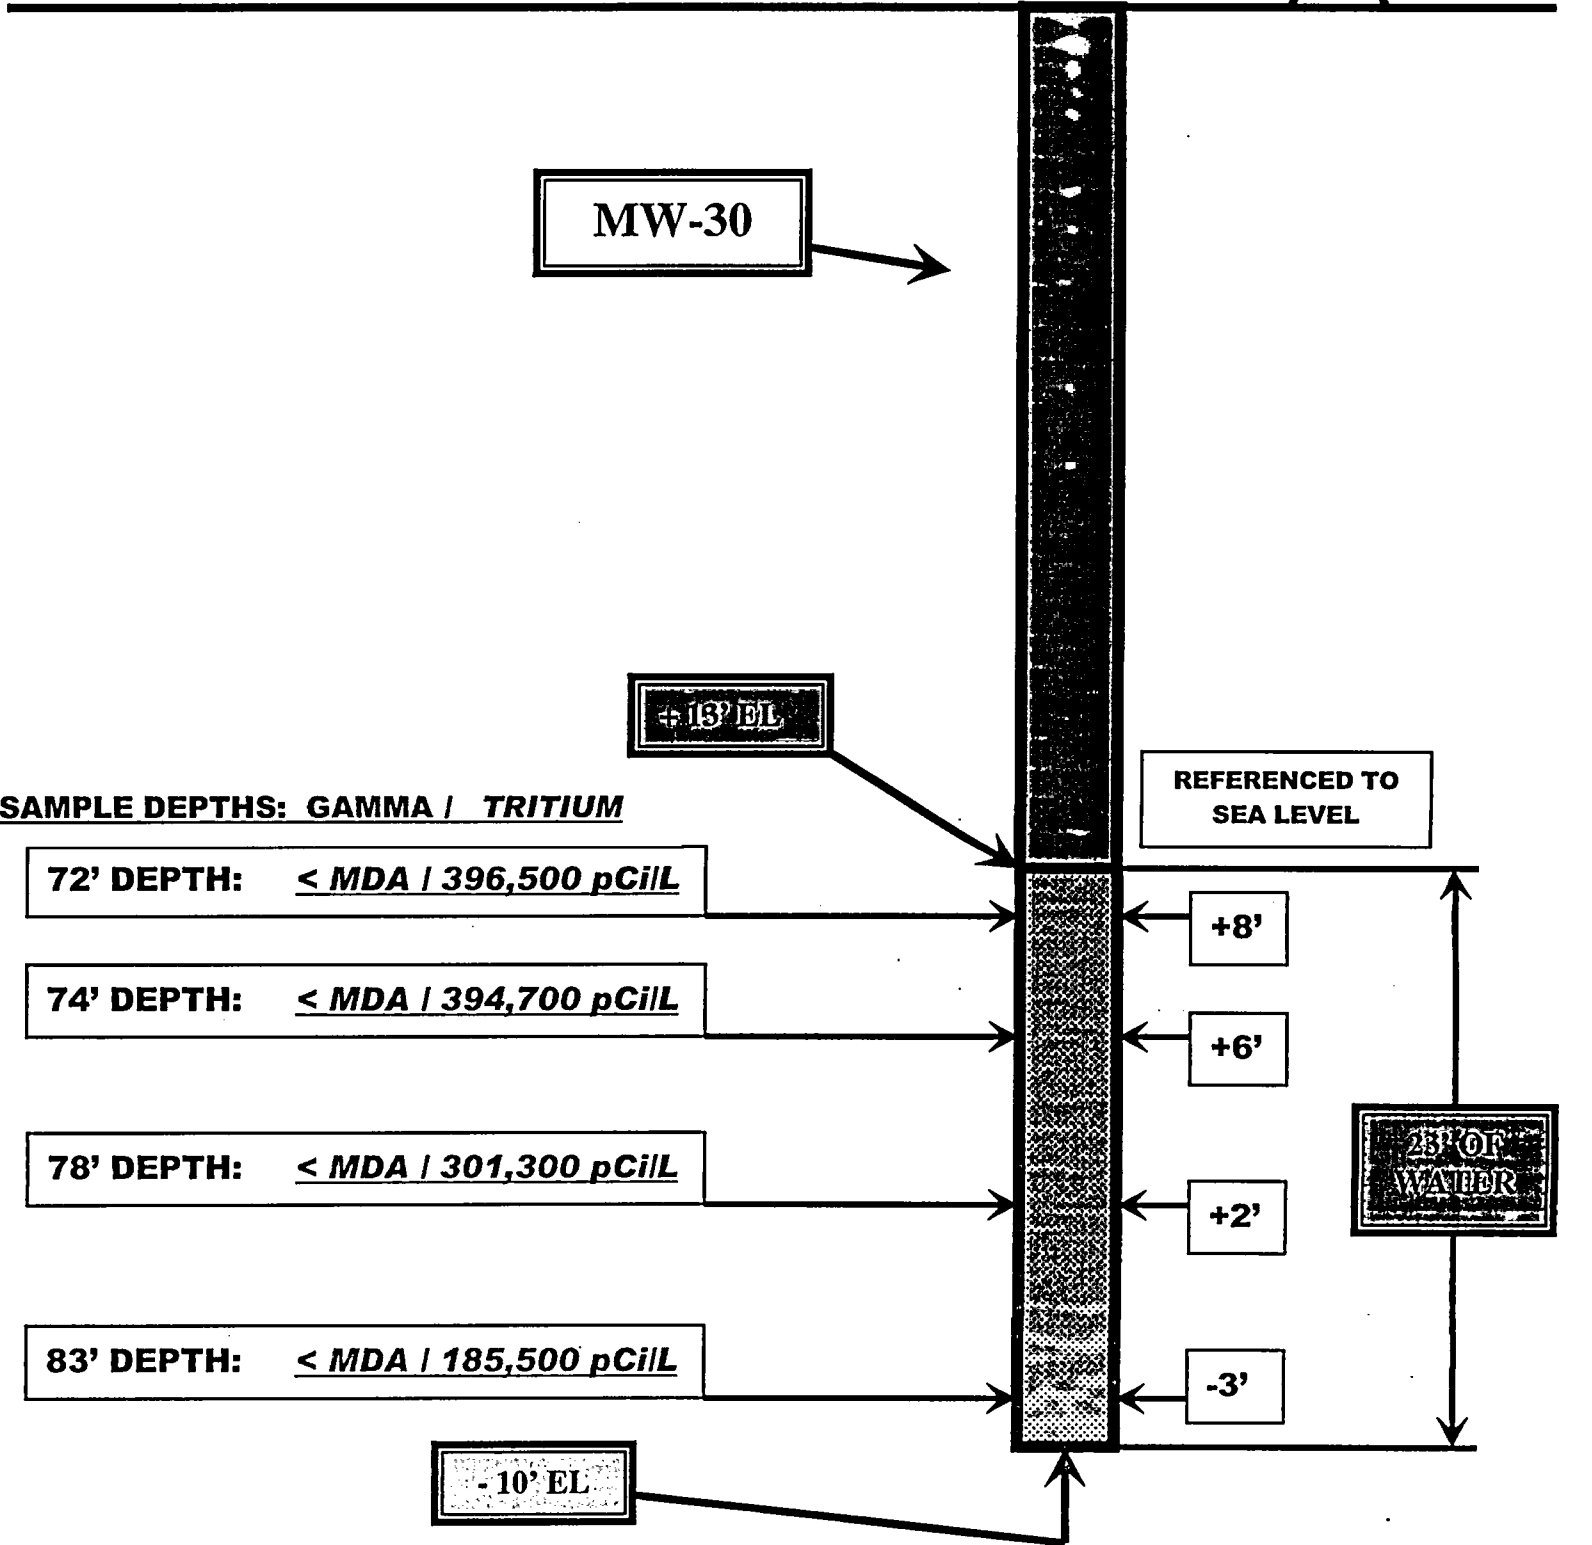 MW-30
+ 13' EL
REFERENCED TO
SEA LEVEL
SAMPLE DEPTHS: GAMMA / TRITIUM
72' DEPTH: < MDA / 396,500 pCi/L
+8'
74' DEPTH: < MDA / 394,700 pCi/L
+6'
78' DEPTH: < MDA / 301,300 pCi/L
+2'
23' OF
WATER
83' DEPTH: < MDA / 185,500 pCi/L
-3'
- 10' EL